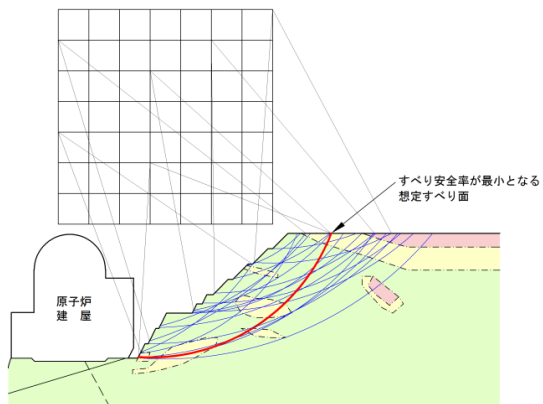 すべり安全率が最小となる
想定すべり面
原子炉
建 屋